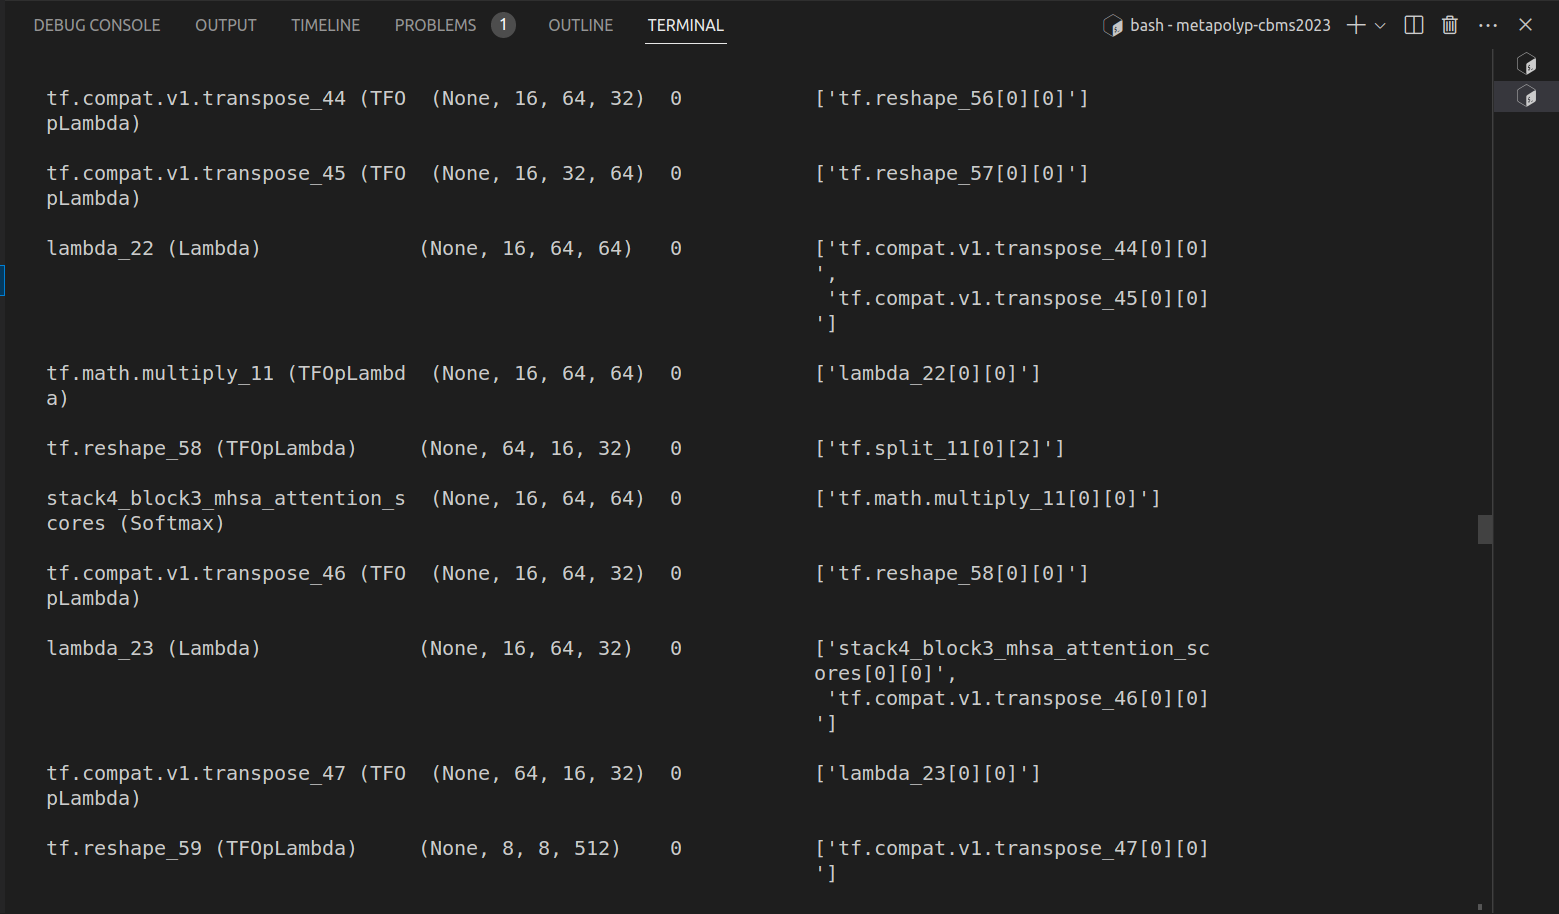 DEBUG CONSOLE OUTPUT TIMELINE PROBLEMS 1 OUTLINE TERMINAL bash - metapolyp-cbms2023
tf.compat.v1.transpose_44 (TFO (None, 16, 64, 32) 0 ['tf.reshape_56[0][0]']
pLambda)
tf.compat.v1.transpose_45 (TFO (None, 16, 32, 64) 0 ['tf.reshape_57[0][0]']
pLambda)
lambda_22 (Lambda) (None, 16, 64, 64) 0 ['tf.compat.v1.transpose_44[0][0]
',
'tf.compat.v1.transpose_45[0][0]
']
tf.math.multiply_11 (TFOpLambd (None, 16, 64, 64) 0 ['lambda_22[0][0]']
a)
tf.reshape_58 (TFOpLambda) (None, 64, 16, 32) 0 ['tf.split_11[0][2]']
stack4_block3_mhsa_attention_s (None, 16, 64, 64) 0 ['tf.math.multiply_11[0][0]']
cores (Softmax)
tf.compat.v1.transpose_46 (TFO (None, 16, 64, 32) 0 ['tf.reshape_58[0][0]']
pLambda)
lambda_23 (Lambda) (None, 16, 64, 32) 0 ['stack4_block3_mhsa_attention_sc
ores[0][0]',
'tf.compat.v1.transpose_46[0][0]
']
tf.compat.v1.transpose_47 (TFO (None, 64, 16, 32) 0 ['lambda_23[0][0]']
pLambda)
tf.reshape_59 (TFOpLambda) (None, 8, 8, 512) 0 ['tf.compat.v1.transpose_47[0][0]
']